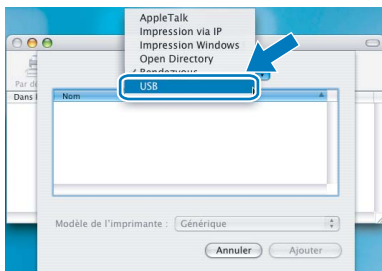 AppleTalk
Impression via IP
Impression Windows
Open Directory
✓ Rendezvous
USB
Par dé
Dans l
Nom
Modèle de l'imprimante : Générique
Annuler
Ajouter